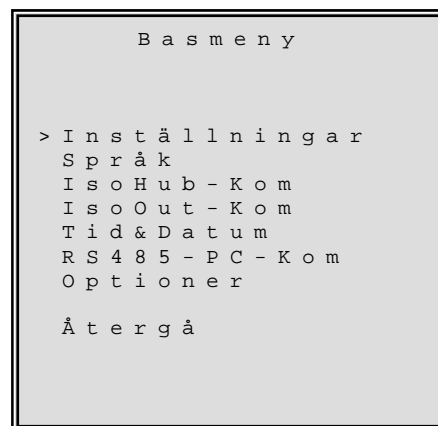 Basmeny
>Inställningar
Språk
IsoHub-Kom
IsoOut-Kom
Tid&Datum
RS485-PC-Kom
Optioner
Återgå